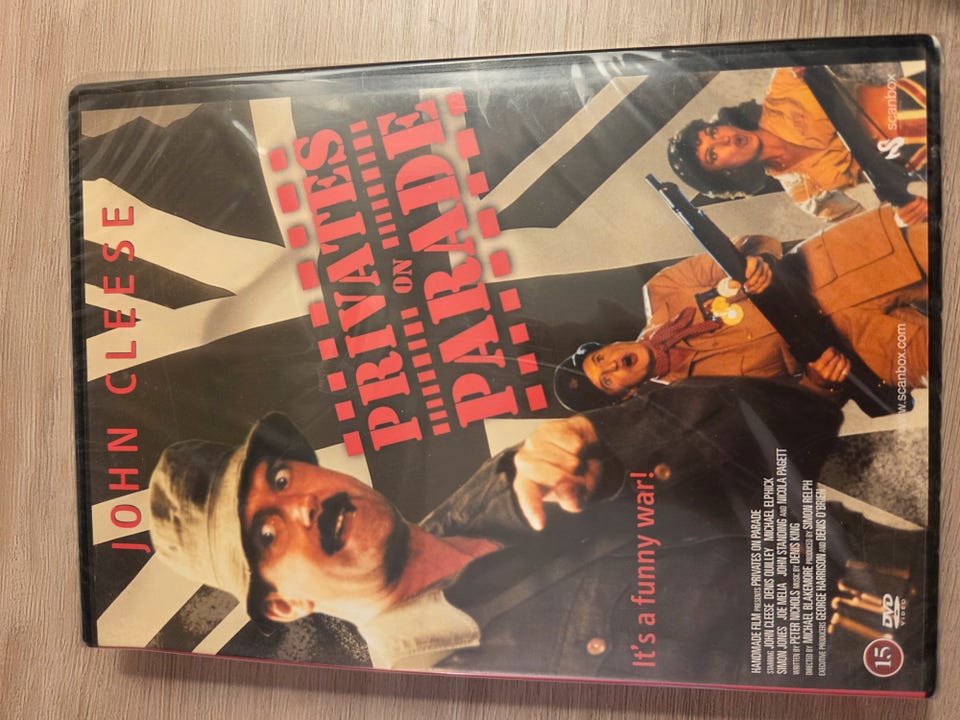 JOHN CLEESE
PRIVATES
ON
PARADE
It's a funny war!
HANDMADE FILM PRESENTS PRIVATES ON PARADE
STARRING JOHN CLEESE DENIS QUILLEY MICHAEL ELPHICK
SIMON JONES JOE MELIA JOHN STANDING AND NICOLA PAGETT
WRITTEN BY PETER NICHOLS MUSIC BY DENIS KING
DIRECTED BY MICHAEL BLAKEMORE PRODUCED BY SIMON RELPH
EXECUTIVE PRODUCERS GEORGE HARRISON AND DENIS O'BRIEN
15
DVD
VIDEO
www.scanbox.com
scanbox